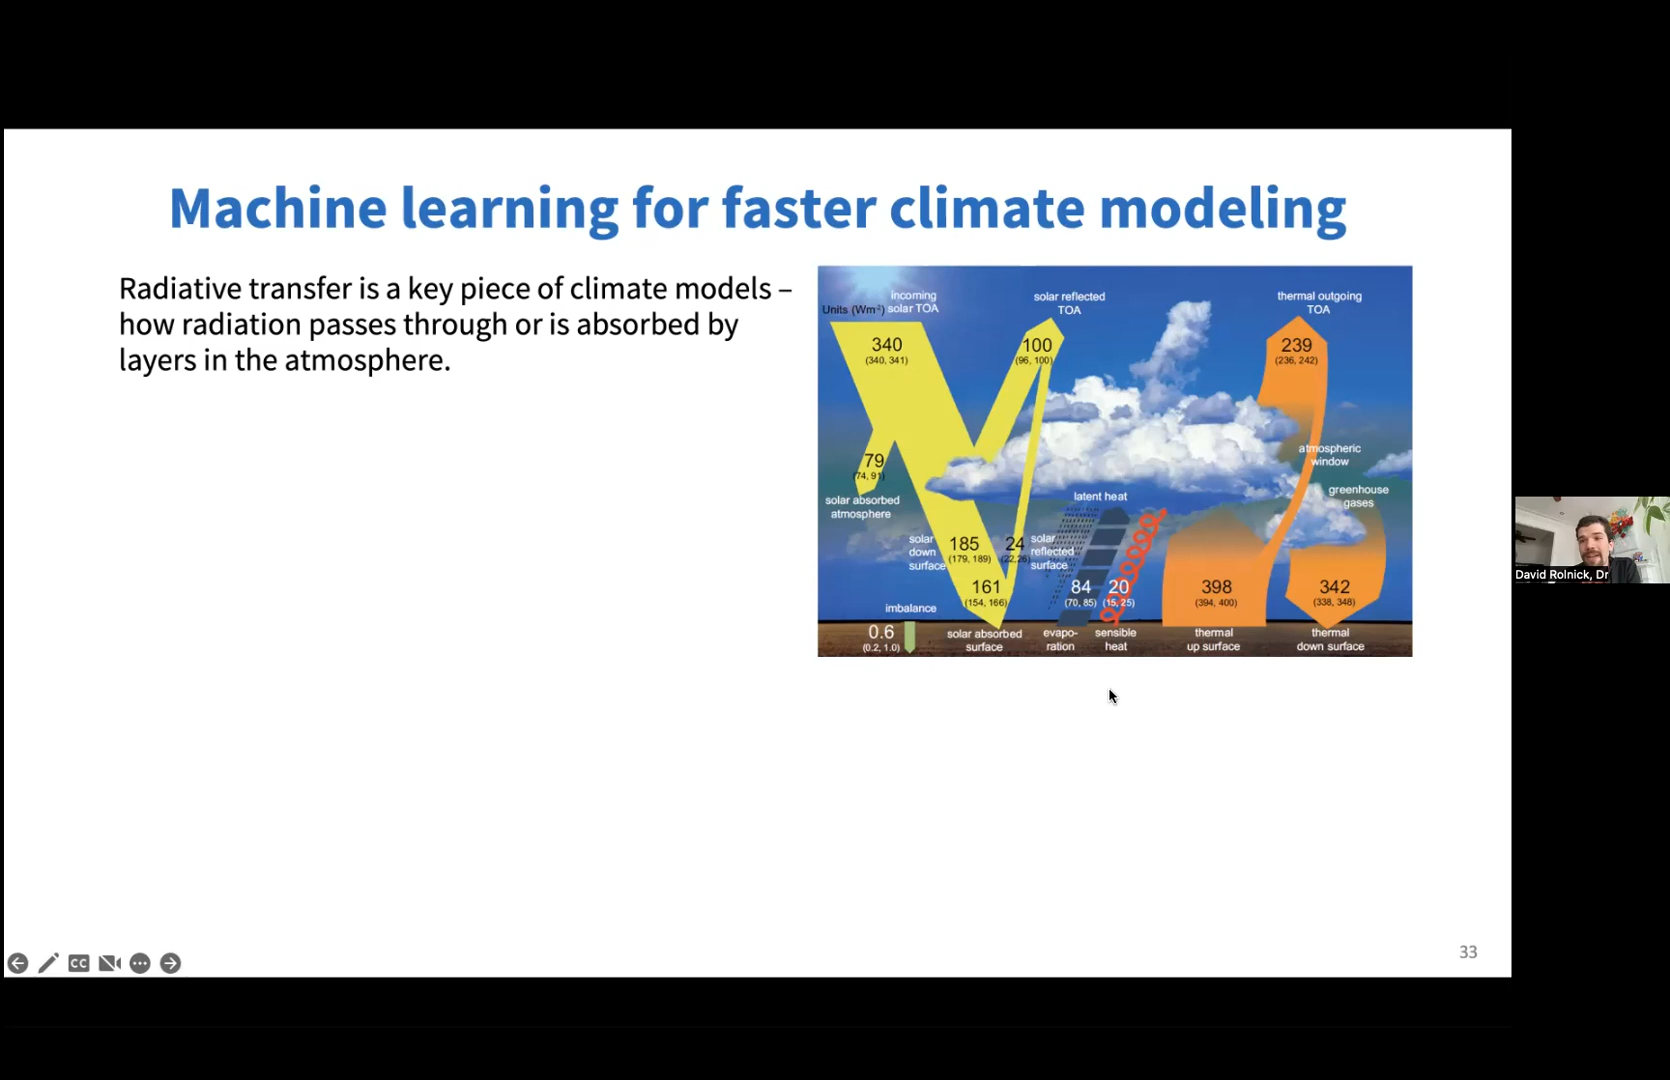 Machine learning for faster climate modeling
Radiative transfer is a key piece of climate models –
how radiation passes through or is absorbed by
layers in the atmosphere.
Units (Wm-2)
incoming
solar TOA
340
(340, 341)
solar reflected
TOA
100
(96, 100)
thermal outgoing
TOA
239
(236, 242)
79
(74, 91)
solar absorbed
atmosphere
atmospheric
window
greenhouse
gases
latent heat
solar
down
surface
185
(179, 189)
24
(22,26)
solar
reflected
surface
161
(154, 166)
84
(70, 85)
20
(15, 25)
398
(394, 400)
342
(338, 348)
imbalance
0.6
(0.2, 1.0)
solar absorbed
surface
evapo-
ration
sensible
heat
thermal
up surface
thermal
down surface
David Rolnick, Dr
CC
33